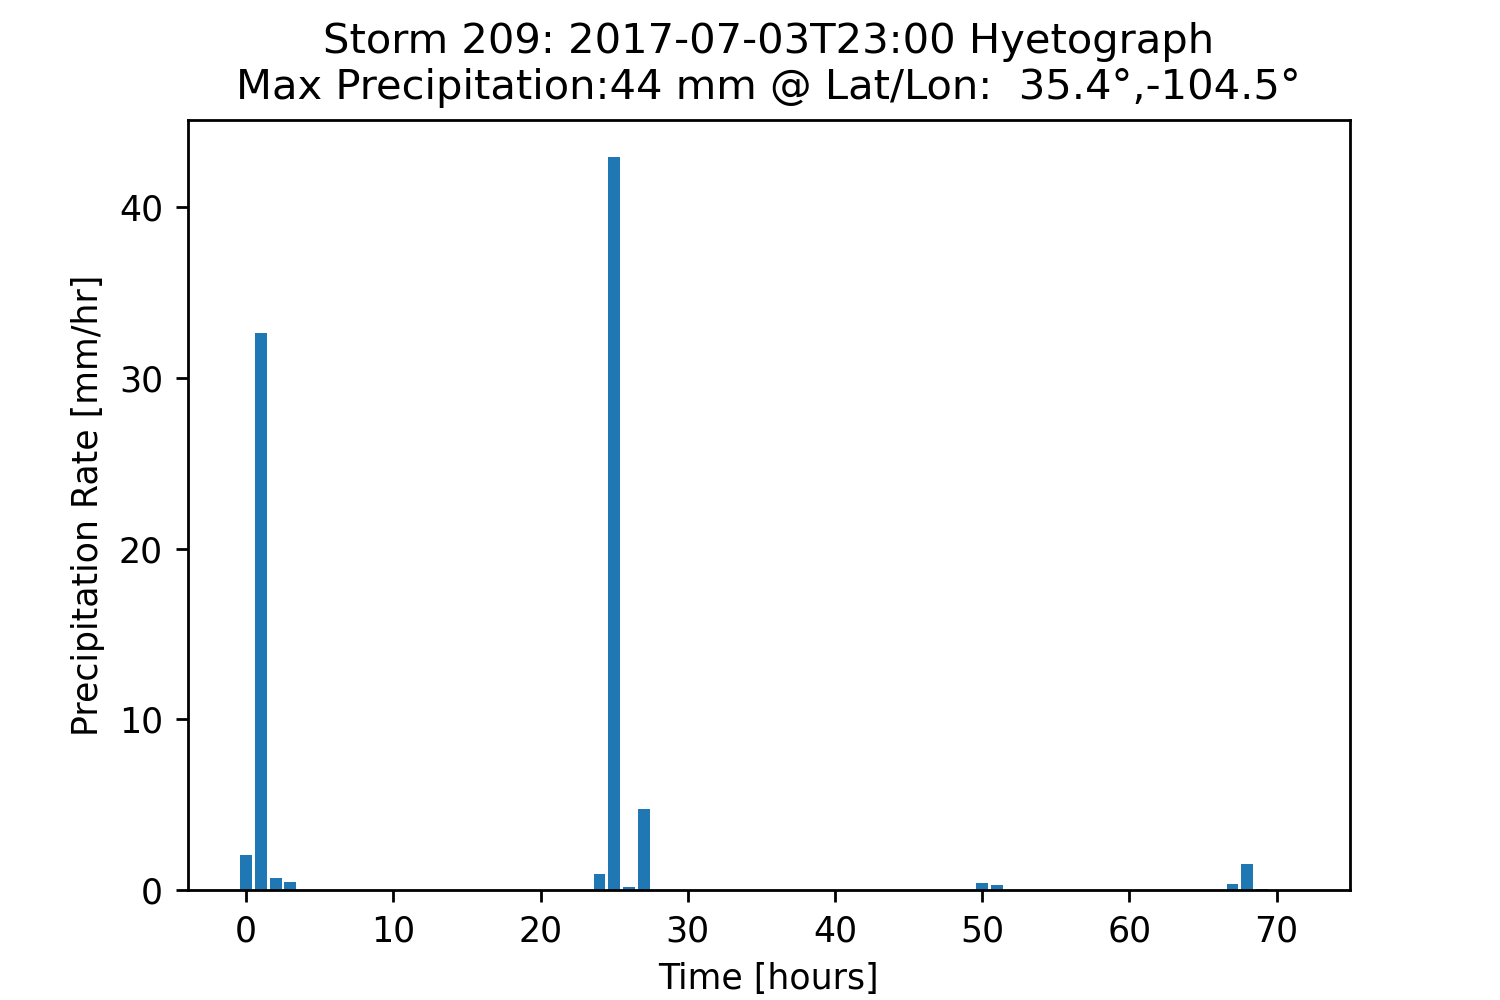 Storm 209: 2017-07-03T23:00 Hyetograph
Max Precipitation:44 mm @ Lat/Lon:  35.4°,-104.5°
Precipitation Rate [mm/hr]
40
30
20
10
0
0 10 20 30 40 50 60 70
Time [hours]